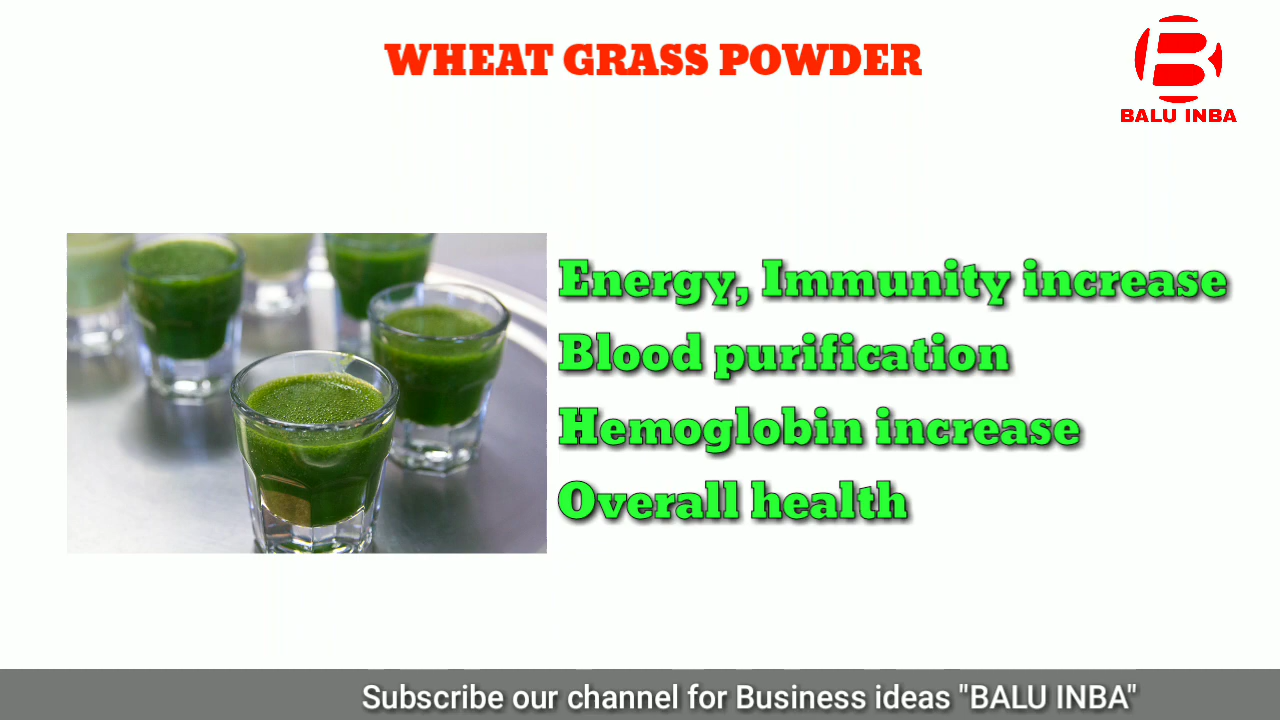 WHEAT GRASS POWDER
BALU INBA
Energy, Immunity increase
Blood purification
Hemoglobin increase
Overall health
Subscribe our channel for Business ideas "BALU INBA"